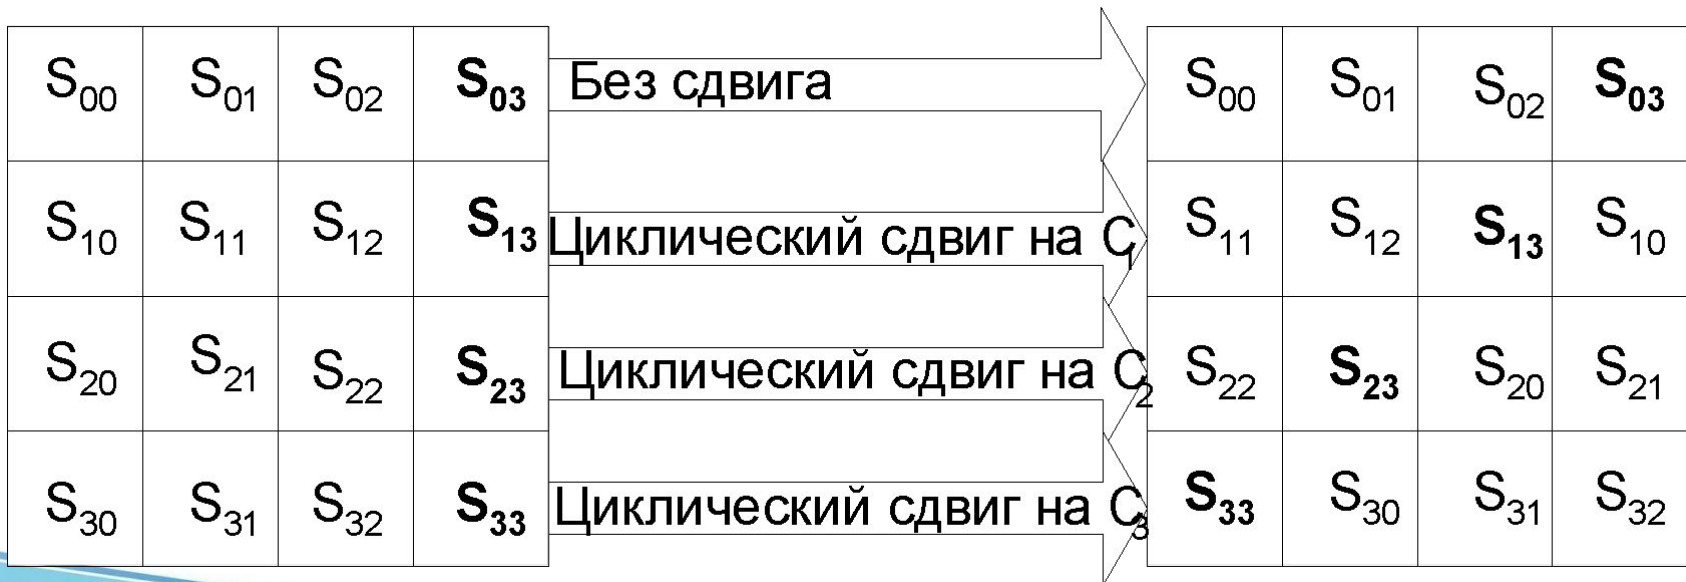 S00 S01 S02 S03 Без сдвига S00 S01 S02 S03
S10 S11 S12 S13 Циклический сдвиг на C1 S11 S12 S13 S10
S20 S21 S22 S23 Циклический сдвиг на C2 S22 S23 S20 S21
S30 S31 S32 S33 Циклический сдвиг на C3 S33 S30 S31 S32